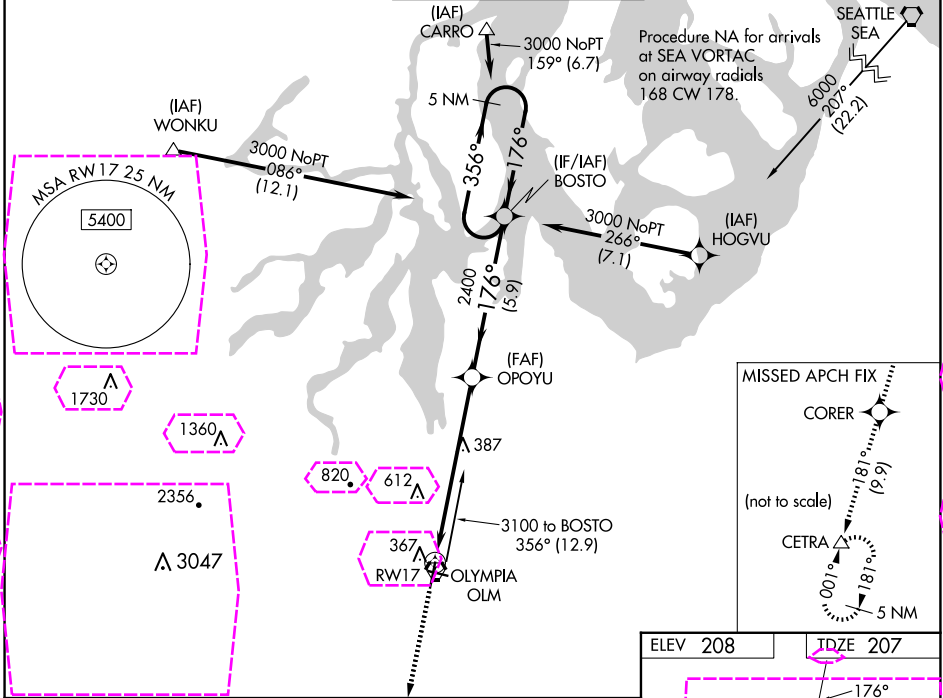 (IAF)
CARRO
3000 NoPT
159° (6.7)
Procedure NA for arrivals
at SEA VORTAC
on airway radials
168 CW 178.
SEATTLE
SEA
6000
207°
(22.2)
5 NM
(IAF)
WONKU
3000 NoPT
086°
(12.1)
356°
176°
(IF/IAF)
BOSTO
3000 NoPT
266°
(7.1)
(IAF)
HOGVU
MSA RW17 25 NM
5400
2400
176°
(5.9)
(FAF)
OPOYU
1730
1360
387
820
612
2356
3047
3100 to BOSTO
356° (12.9)
367
RW17
OLYMPIA
OLM
MISSED APCH FIX
CORER
181°
(9.9)
(not to scale)
CETRA
001°
181°
5 NM
ELEV 208
TDZE 207
176°